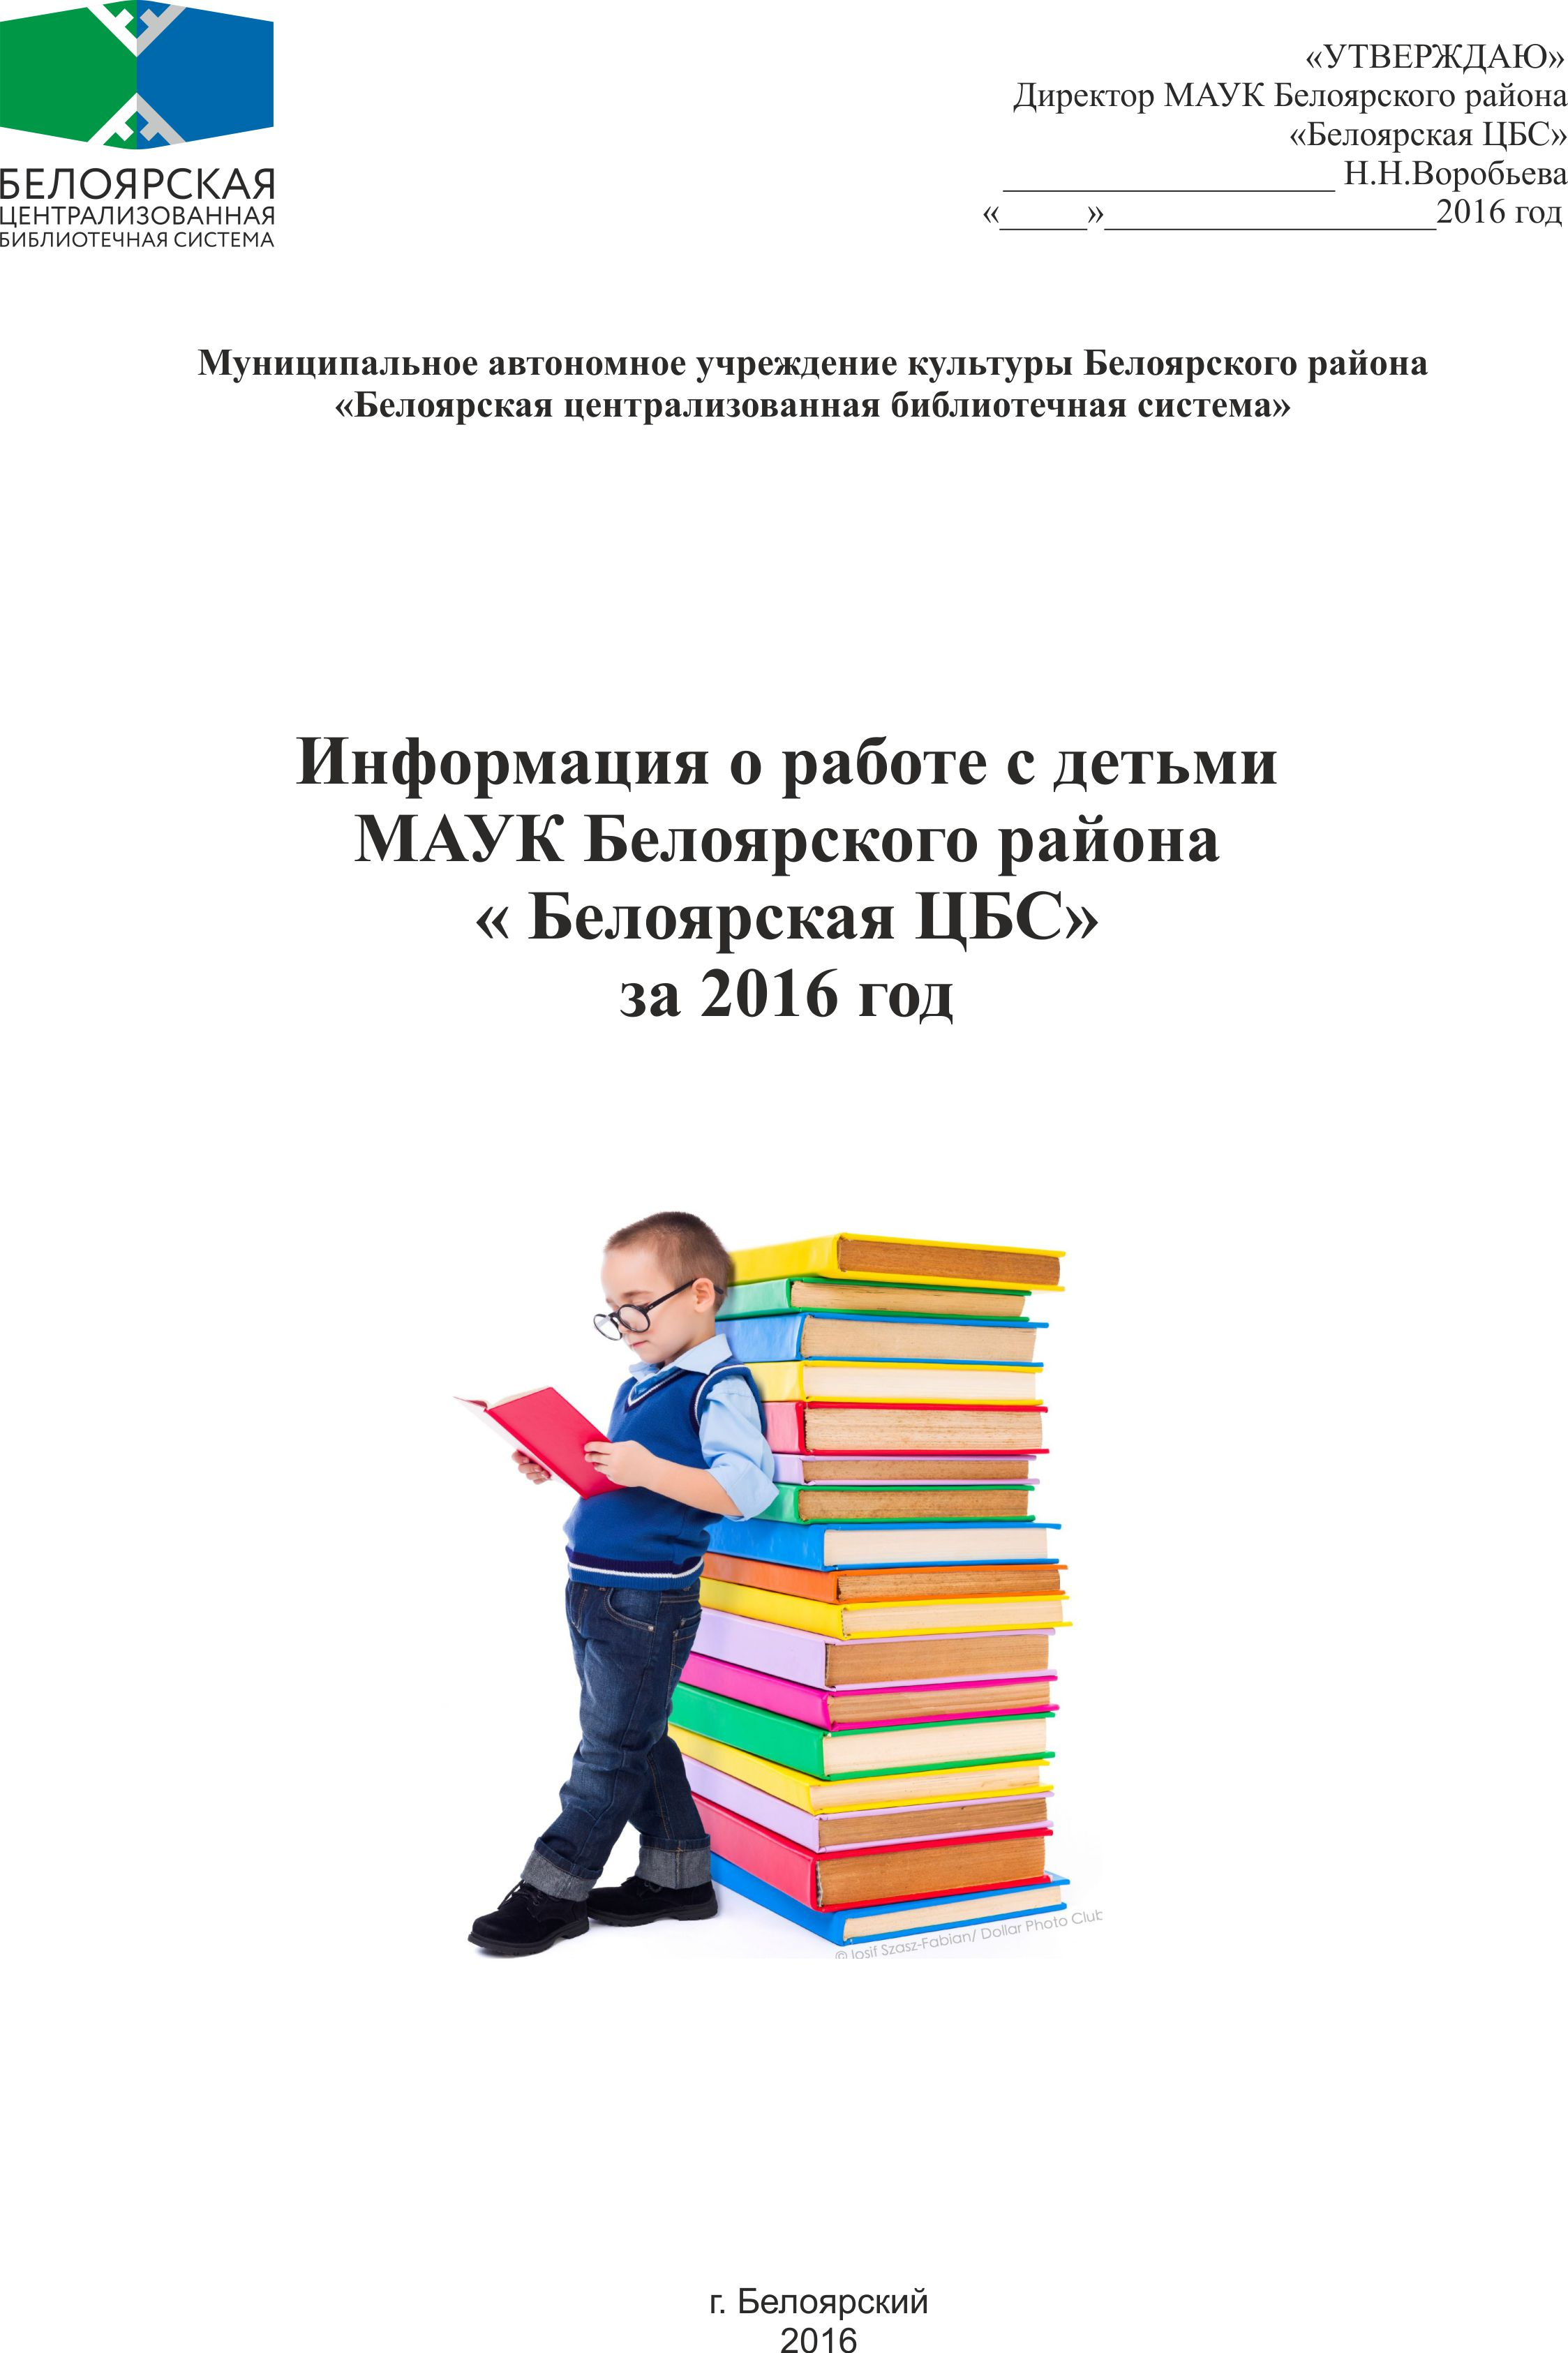 БЕЛОЯРСКАЯ
ЦЕНТРАЛИЗОВАННАЯ
БИБЛИОТЕЧНАЯ СИСТЕМА
«УТВЕРЖДАЮ»
Директор МАУК Белоярского района
«Белоярская ЦБС»
___________________ Н.Н.Воробьева
«_____»___________________2016 год
Муниципальное автономное учреждение культуры Белоярского района
«Белоярская централизованная библиотечная система»
Информация о работе с детьми
МАУК Белоярского района
« Белоярская ЦБС»
за 2016 год
© Iosif Szasz-Fabian/ Dollar Photo Club
г. Белоярский
2016